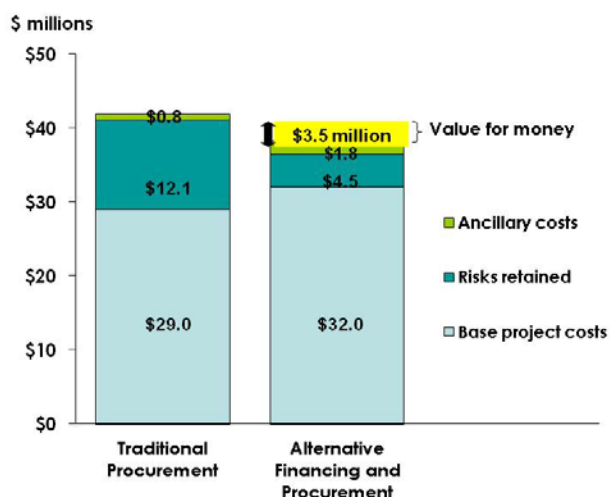 $ millions
$50
$40
$30
$20
$10
$0
$0.8
$12.1
$29.0
$3.5 million
$1.8
$4.5
$32.0
Value for money
Ancillary costs
Risks retained
Base project costs
Traditional
Procurement
Alternative
Financing and
Procurement